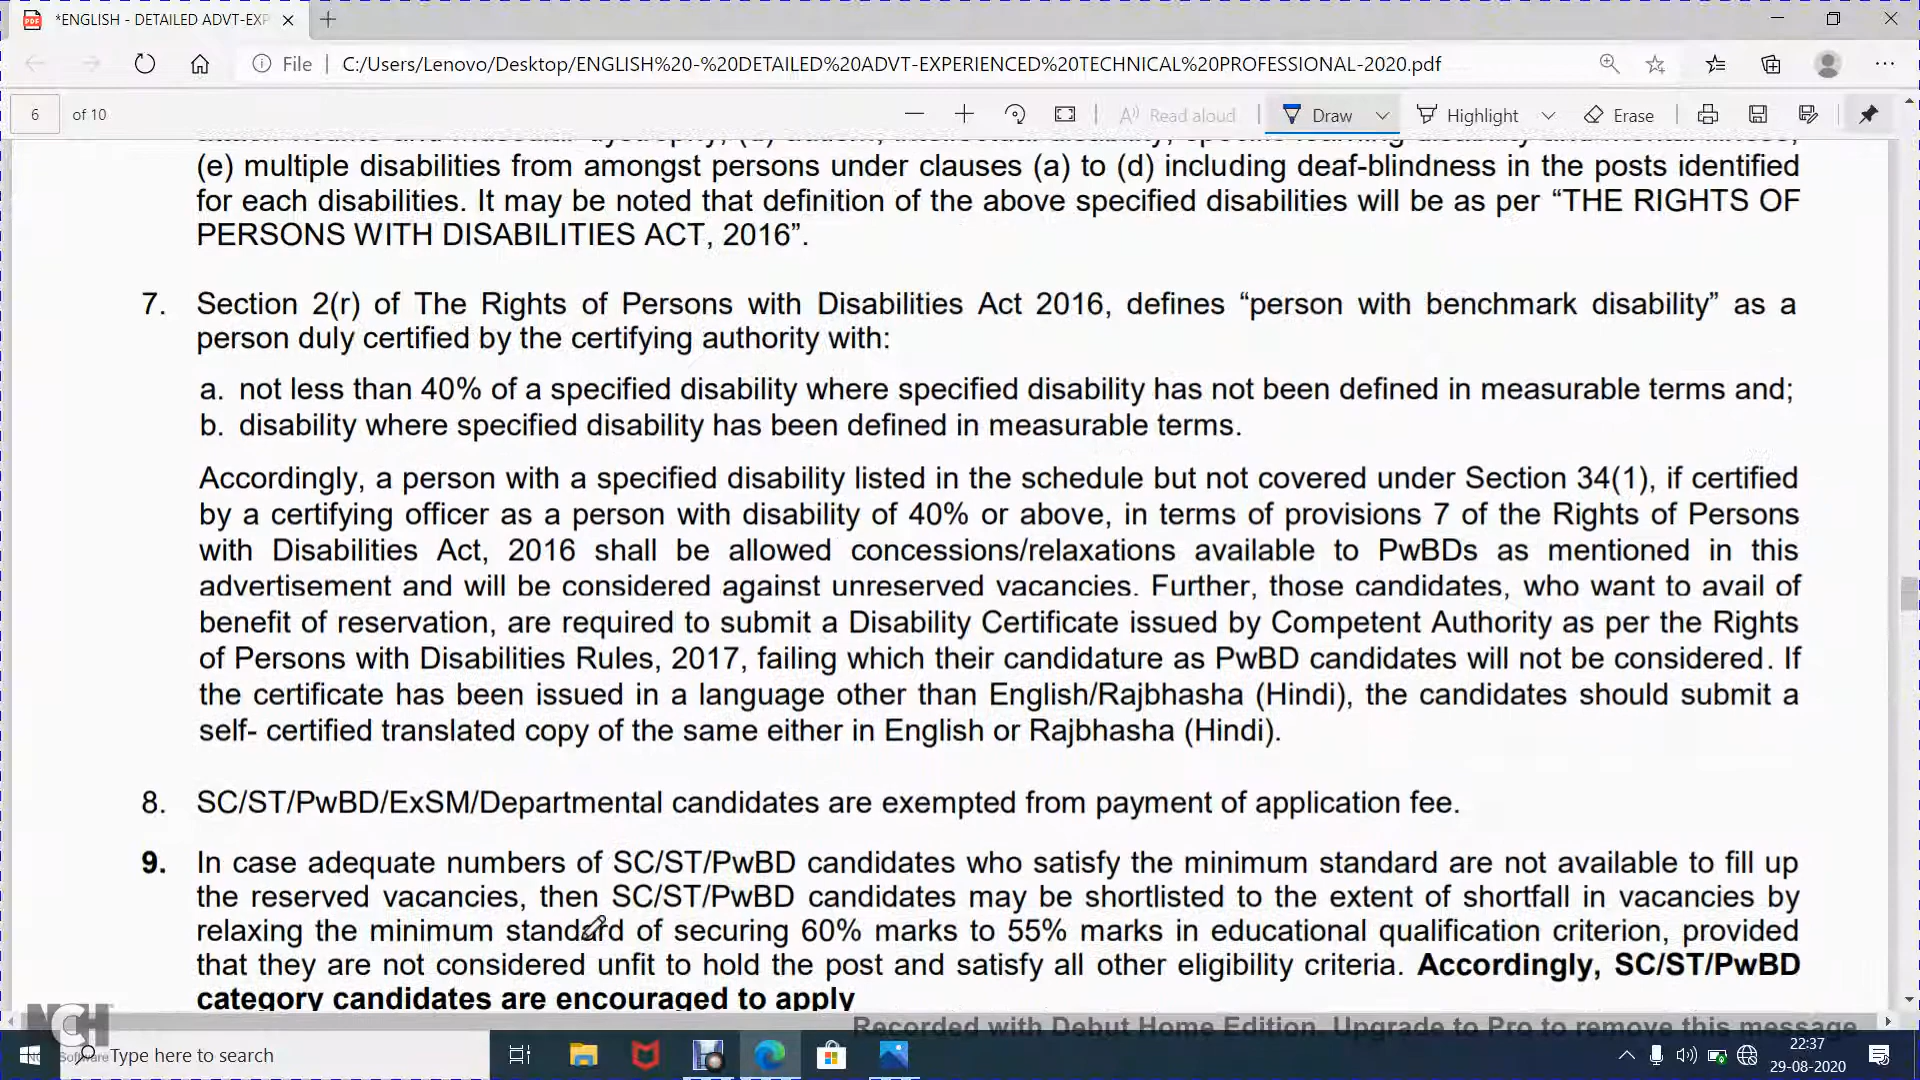 *ENGLISH - DETAILED ADVT-EXP
File
C:/Users/Lenovo/Desktop/ENGLISH%20-%20DETAILED%20ADVT-EXPERIENCED%20TECHNICAL%20PROFESSIONAL-2020.pdf
6 of 10
Read aloud
Draw
Highlight
Erase
(e) multiple disabilities from amongst persons under clauses (a) to (d) including deaf-blindness in the posts identified
for each disabilities. It may be noted that definition of the above specified disabilities will be as per “THE RIGHTS OF
PERSONS WITH DISABILITIES ACT, 2016”.
7. Section 2(r) of The Rights of Persons with Disabilities Act 2016, defines “person with benchmark disability” as a
person duly certified by the certifying authority with:
a. not less than 40% of a specified disability where specified disability has not been defined in measurable terms and;
b. disability where specified disability has been defined in measurable terms.
Accordingly, a person with a specified disability listed in the schedule but not covered under Section 34(1), if certified
by a certifying officer as a person with disability of 40% or above, in terms of provisions 7 of the Rights of Persons
with Disabilities Act, 2016 shall be allowed concessions/relaxations available to PwBDs as mentioned in this
advertisement and will be considered against unreserved vacancies. Further, those candidates, who want to avail of
benefit of reservation, are required to submit a Disability Certificate issued by Competent Authority as per the Rights
of Persons with Disabilities Rules, 2017, failing which their candidature as PwBD candidates will not be considered. If
the certificate has been issued in a language other than English/Rajbhasha (Hindi), the candidates should submit a
self- certified translated copy of the same either in English or Rajbhasha (Hindi).
8. SC/ST/PwBD/ExSM/Departmental candidates are exempted from payment of application fee.
9. In case adequate numbers of SC/ST/PwBD candidates who satisfy the minimum standard are not available to fill up
the reserved vacancies, then SC/ST/PwBD candidates may be shortlisted to the extent of shortfall in vacancies by
relaxing the minimum standard of securing 60% marks to 55% marks in educational qualification criterion, provided
that they are not considered unfit to hold the post and satisfy all other eligibility criteria. Accordingly, SC/ST/PwBD
category candidates are encouraged to apply
NCH
Recorded with Debut Home Edition. Upgrade to Pro to remove this message
Software
Type here to search
22:37
29-08-2020